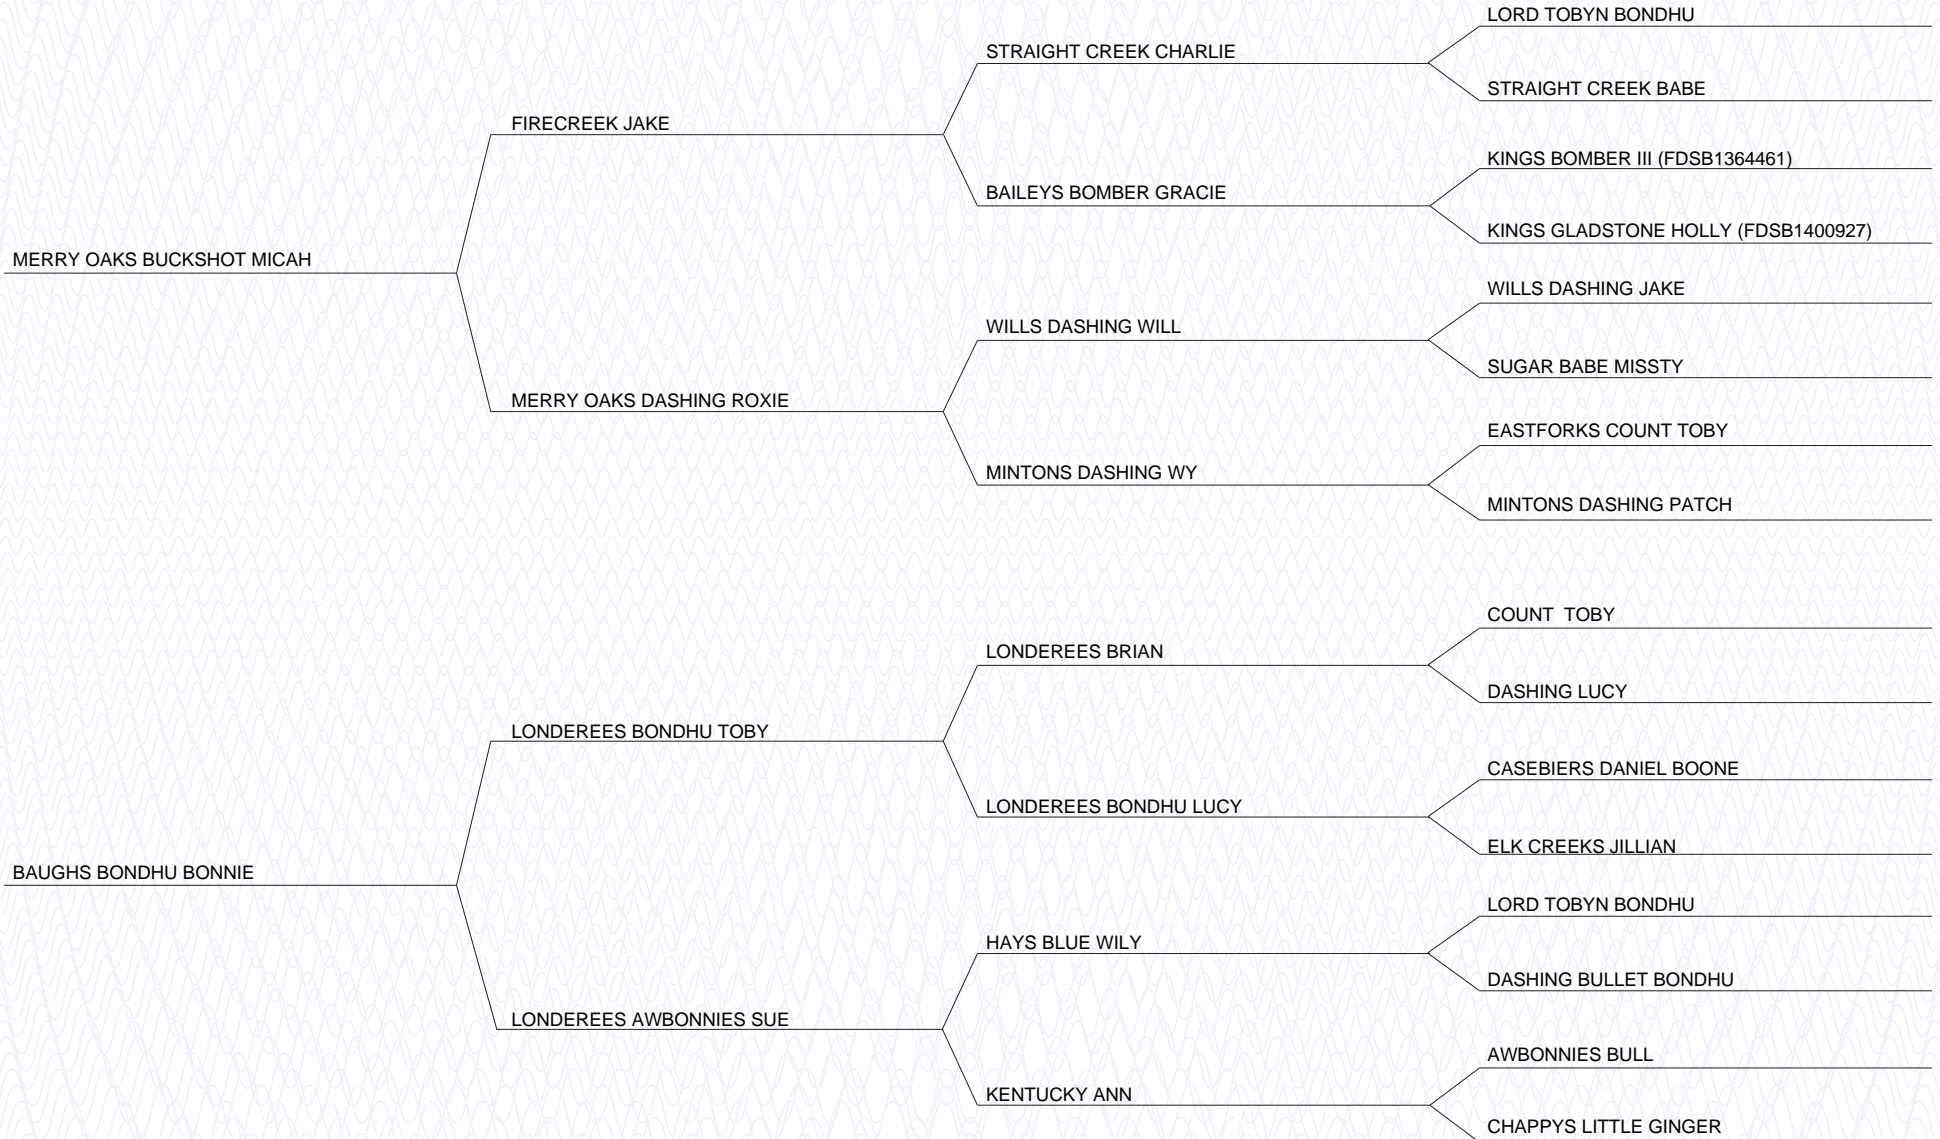 LORD TOBYN BONDHU
STRAIGHT CREEK CHARLIE
STRAIGHT CREEK BABE
FIRECREEK JAKE
KINGS BOMBER III (FDSB1364461)
BAILEYS BOMBER GRACIE
KINGS GLADSTONE HOLLY (FDSB1400927)
MERRY OAKS BUCKSHOT MICAH
WILLS DASHING JAKE
WILLS DASHING WILL
SUGAR BABE MISSTY
MERRY OAKS DASHING ROXIE
EASTFORKS COUNT TOBY
MINTONS DASHING WY
MINTONS DASHING PATCH
COUNT  TOBY
LONDEREES BRIAN
DASHING LUCY
LONDEREES BONDHU TOBY
CASEBIERS DANIEL BOONE
LONDEREES BONDHU LUCY
ELK CREEKS JILLIAN
BAUGHS BONDHU BONNIE
LORD TOBYN BONDHU
HAYS BLUE WILY
DASHING BULLET BONDHU
LONDEREES AWBONNIES SUE
AWBONNIES BULL
KENTUCKY ANN
CHAPPYS LITTLE GINGER